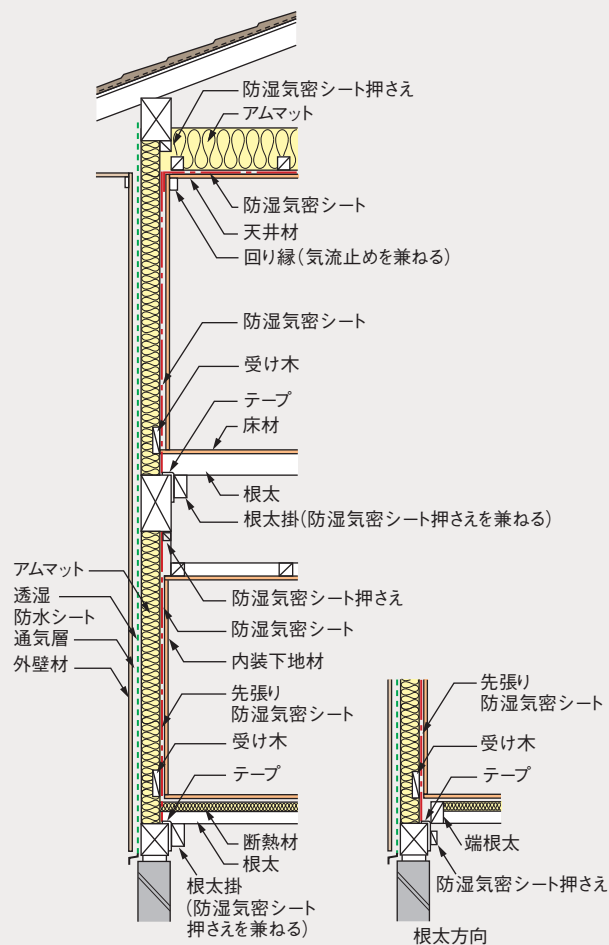 防湿気密シート押さえ
アムマット
防湿気密シート
天井材
回り縁(気流止めを兼ねる)
防湿気密シート
受け木
テープ
床材
根太
根太掛(防湿気密シート押さえを兼ねる)
アムマット
透湿
防水シート
通気層
外壁材
防湿気密シート押さえ
防湿気密シート
内装下地材
先張り
防湿気密シート
受け木
テープ
断熱材
根太
根太掛
(防湿気密シート
押さえを兼ねる)
先張り
防湿気密シート
受け木
テープ
端根太
防湿気密シート押さえ
根太方向